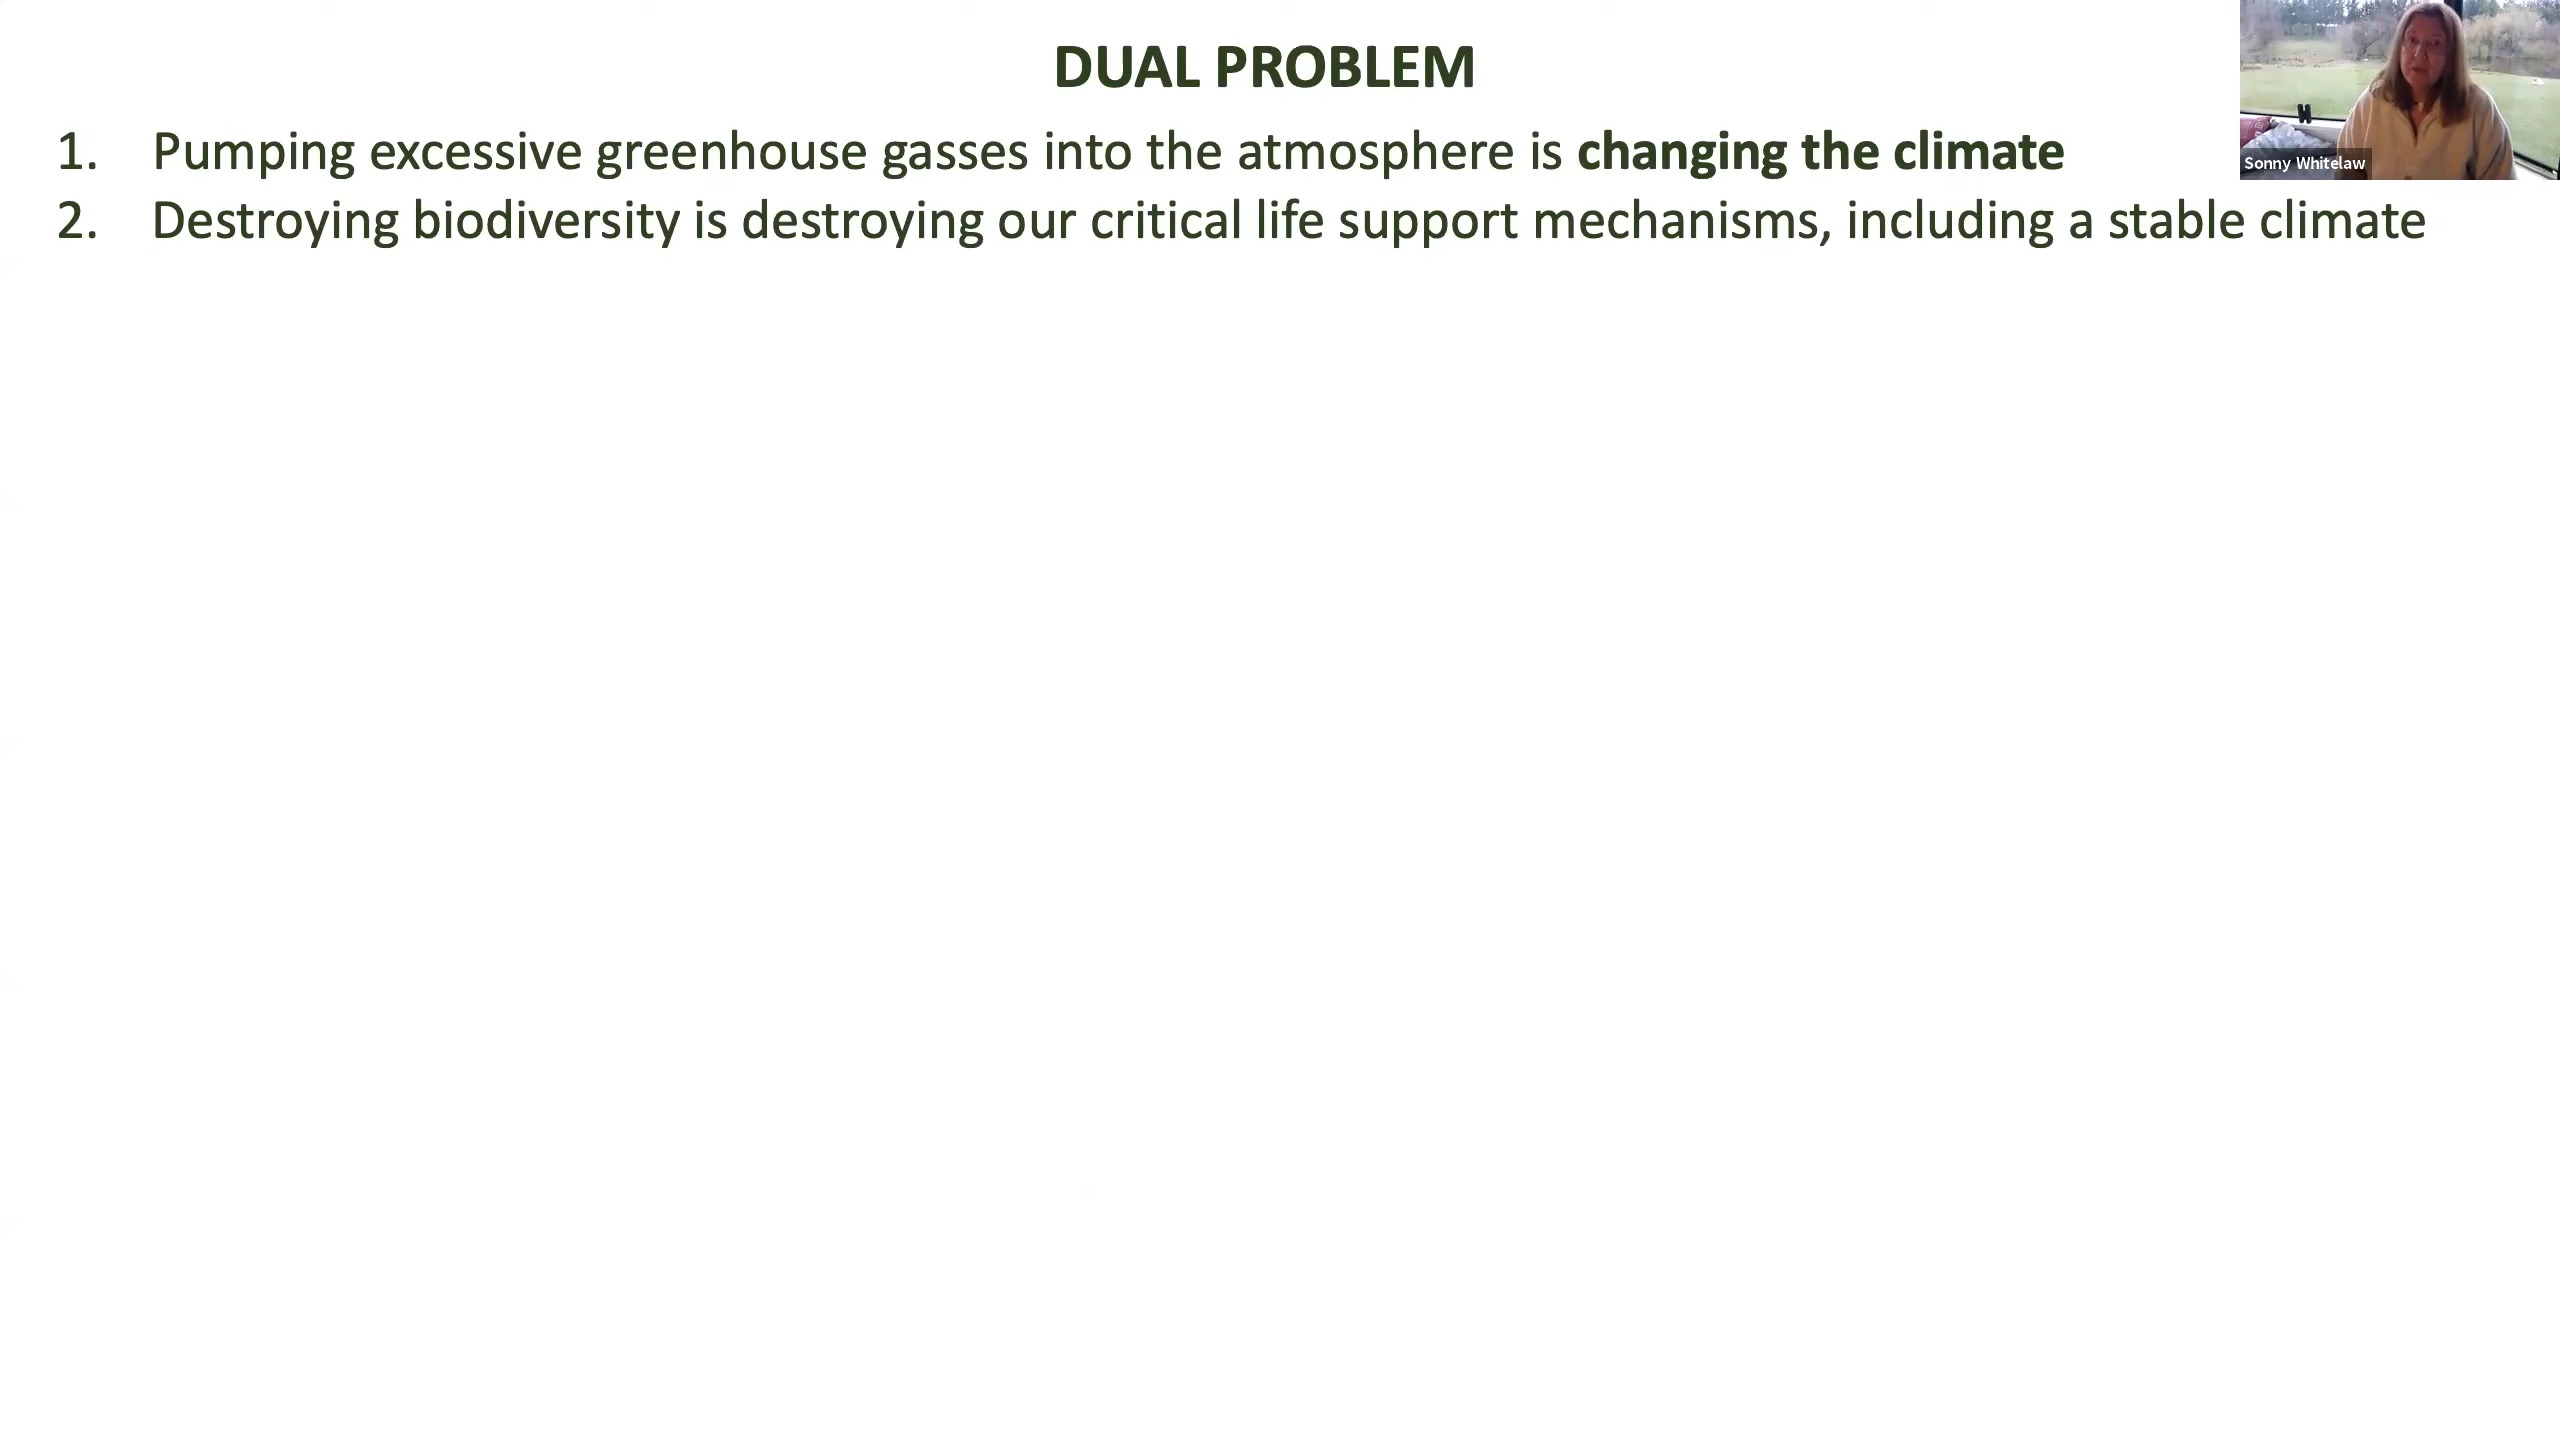 DUAL PROBLEM
1. Pumping excessive greenhouse gasses into the atmosphere is changing the climate
2. Destroying biodiversity is destroying our critical life support mechanisms, including a stable climate
Sonny Whitelaw